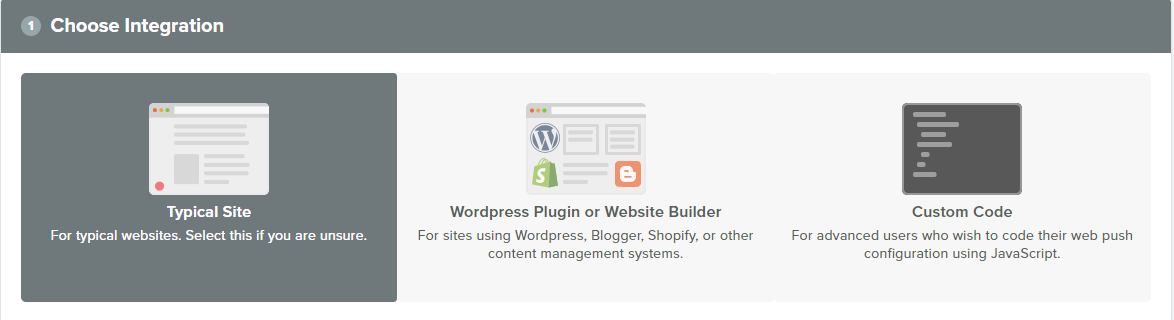 1 Choose Integration
Typical Site
For typical websites. Select this if you are unsure.
Wordpress Plugin or Website Builder
For sites using Wordpress, Blogger, Shopify, or other
content management systems.
Custom Code
For advanced users who wish to code their web push
configuration using JavaScript.